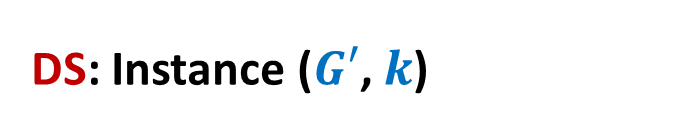 DS: Instance (G′, k)